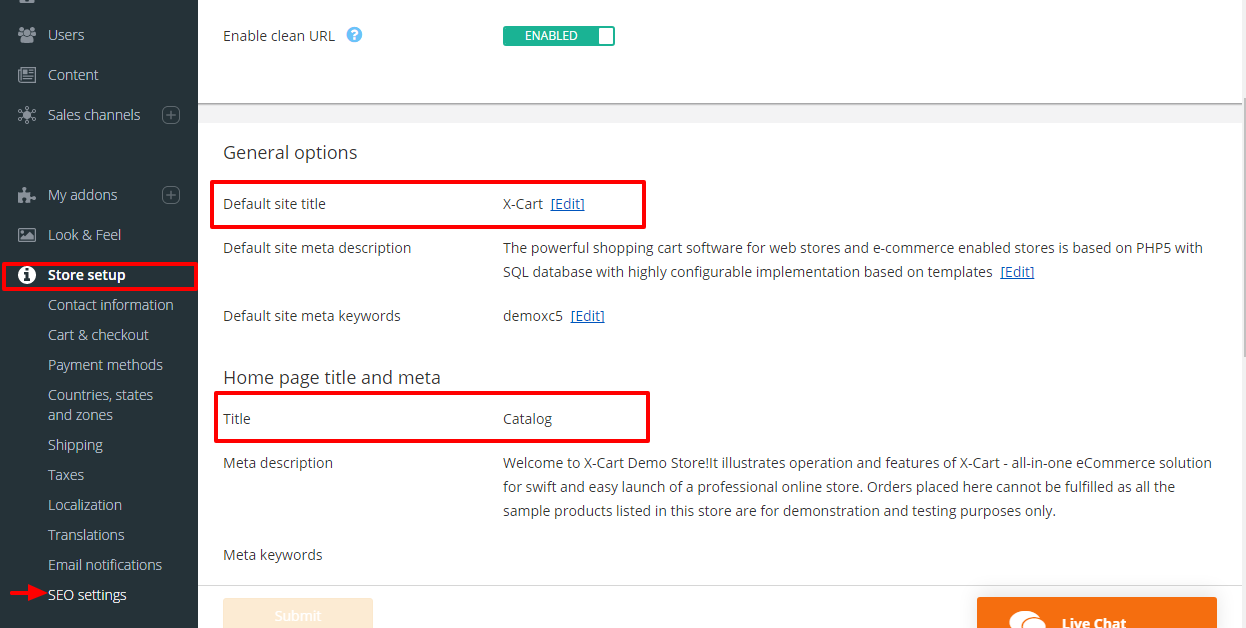 Users
Content
Sales channels
My addons
Look & Feel
Store setup
Contact information
Cart & checkout
Payment methods
Countries, states
and zones
Shipping
Taxes
Localization
Translations
Email notifications
SEO settings
Enable clean URL ?
ENABLED
General options
Default site title X-Cart [Edit]
Default site meta description The powerful shopping cart software for web stores and e-commerce enabled stores is based on PHP5 with
SQL database with highly configurable implementation based on templates [Edit]
Default site meta keywords demoxc5 [Edit]
Home page title and meta
Title Catalog
Meta description Welcome to X-Cart Demo Store!It illustrates operation and features of X-Cart - all-in-one eCommerce solution
for swift and easy launch of a professional online store. Orders placed here cannot be fulfilled as all the
sample products listed in this store are for demonstration and testing purposes only.
Meta keywords
Submit
Live Chat